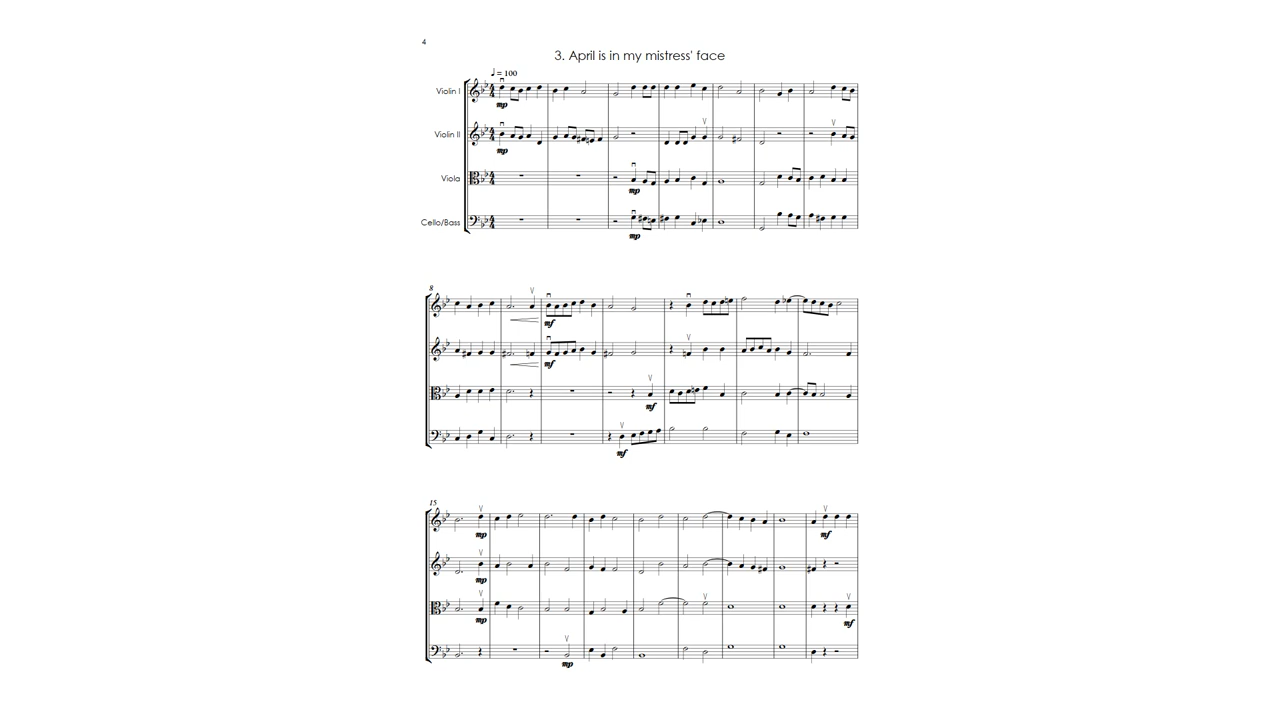 4
3. April is in my mistress' face
♩ = 100
Violin I
mp
Violin II
mp
Viola
mp
Cello/Bass
mp
8
mf
mf
mf
mf
15
mp
mf
mp
mp
mf
mp